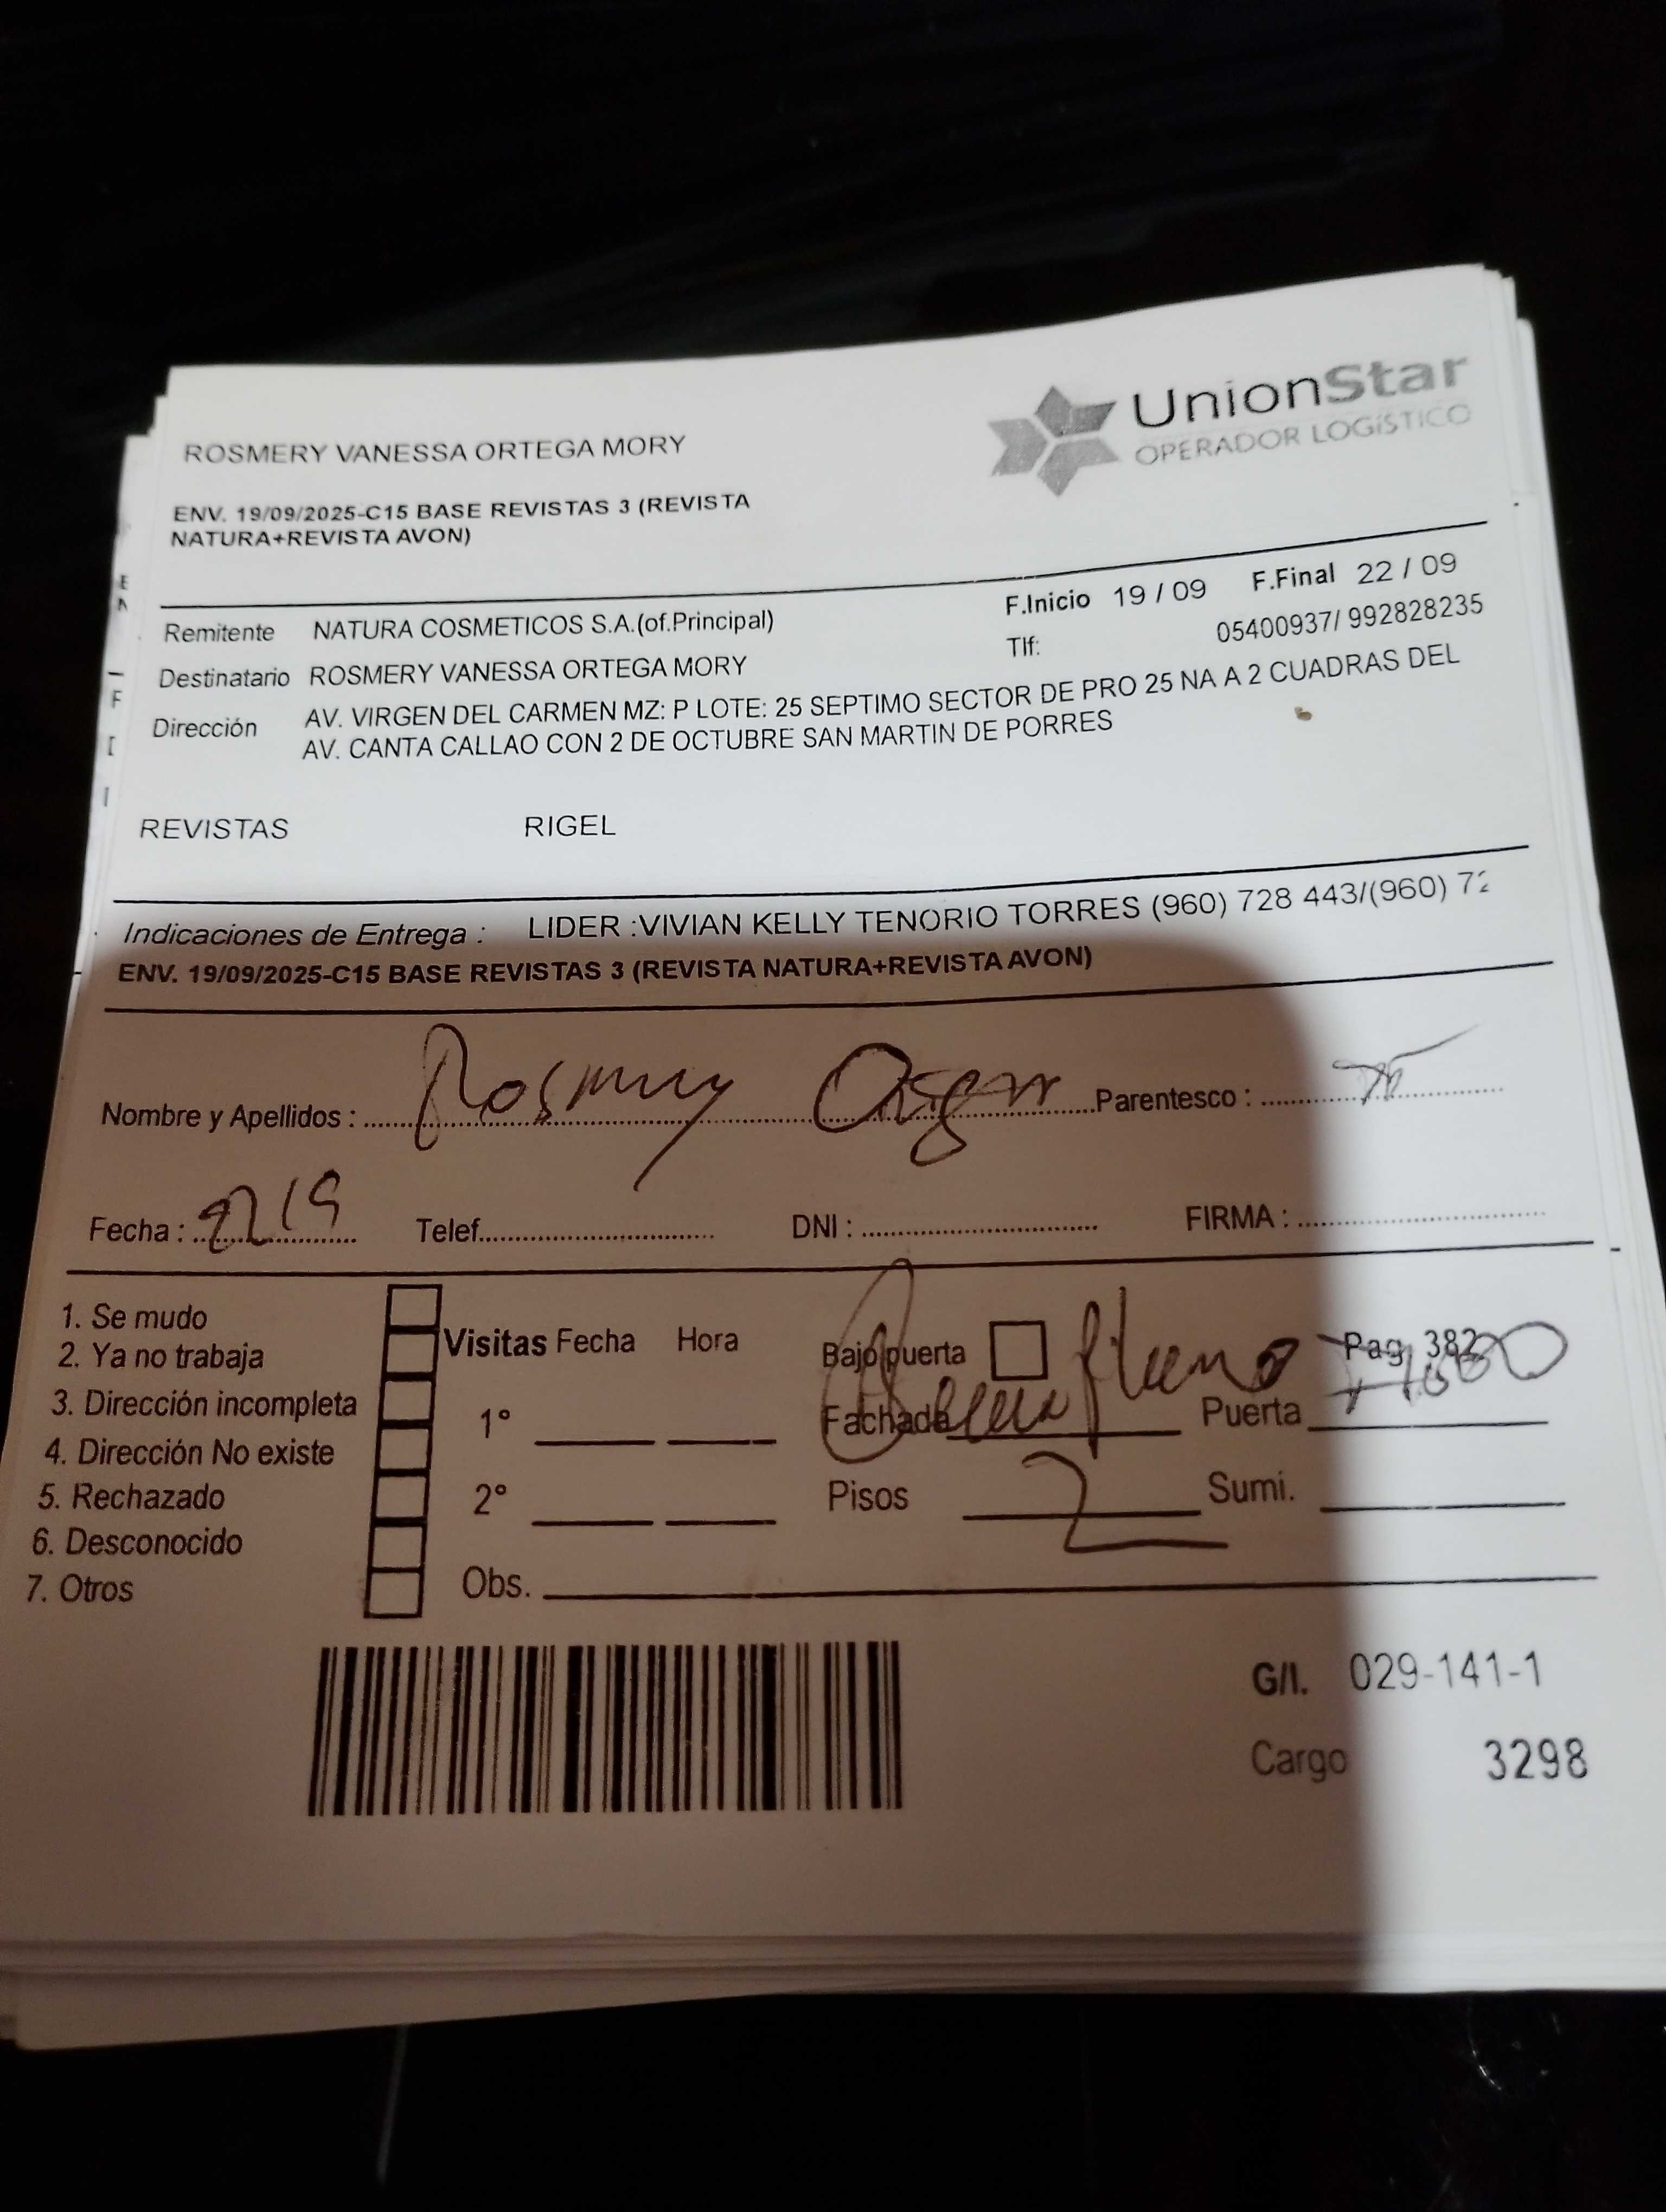 UnionStar
OPERADOR LOGÍSTICO
ROSMERY VANESSA ORTEGA MORY
ENV. 19/09/2025-C15 BASE REVISTAS 3 (REVISTA
NATURA+REVISTA AVON)
F.Inicio 19 / 09 F.Final 22 / 09
Remitente NATURA COSMETICOS S.A.(of.Principal)
Tlf: 05400937/ 992828235
Destinatario ROSMERY VANESSA ORTEGA MORY
Dirección AV. VIRGEN DEL CARMEN MZ: P LOTE: 25 SEPTIMO SECTOR DE PRO 25 NA A 2 CUADRAS DEL
AV. CANTA CALLAO CON 2 DE OCTUBRE SAN MARTIN DE PORRES
REVISTAS RIGEL
Indicaciones de Entrega : LIDER :VIVIAN KELLY TENORIO TORRES (960) 728 443/(960) 72
ENV. 19/09/2025-C15 BASE REVISTAS 3 (REVISTA NATURA+REVISTA AVON)
Nombre y Apellidos : Rosmery Parentesco :
Fecha : Telef. DNI : FIRMA :
1. Se mudo
2. Ya no trabaja
3. Dirección incompleta
4. Dirección No existe
5. Rechazado
6. Desconocido
7. Otros
Visitas Fecha Hora
1°
2°
Obs.
Bajo puerta Pag. 382
Fachada Puerta
Pisos 2 Sumi.
G/I. 029-141-1
Cargo 3298